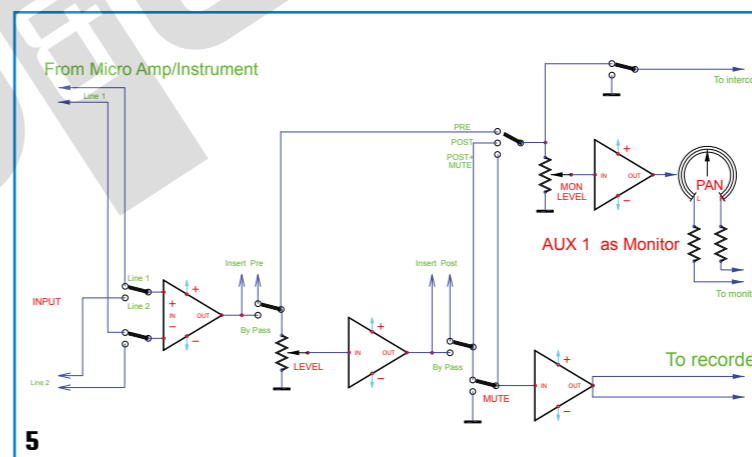 From Micro Amp/Instrument
Line 1
To interco
PRE
POST
POST+
MUTE
+
IN
OUT
−
MON
LEVEL
PAN
L
R
AUX 1 as Monitor
To monito
Insert Pre
Insert Post
Line 1
INPUT
Line 2
+
+
IN
OUT
−
−
By Pass
LEVEL
+
IN
OUT
−
By Pass
MUTE
+
IN
OUT
−
To recorde
Line 2
5